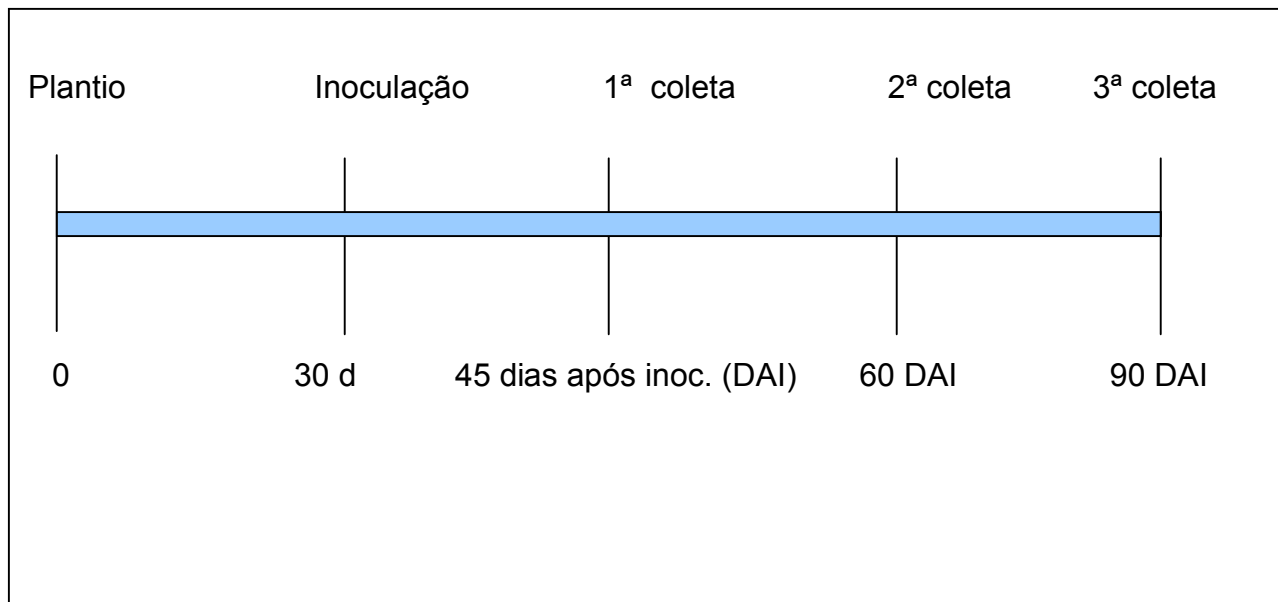 Plantio Inoculação 1ª coleta 2ª coleta 3ª coleta
0 30 d 45 dias após inoc. (DAI) 60 DAI 90 DAI